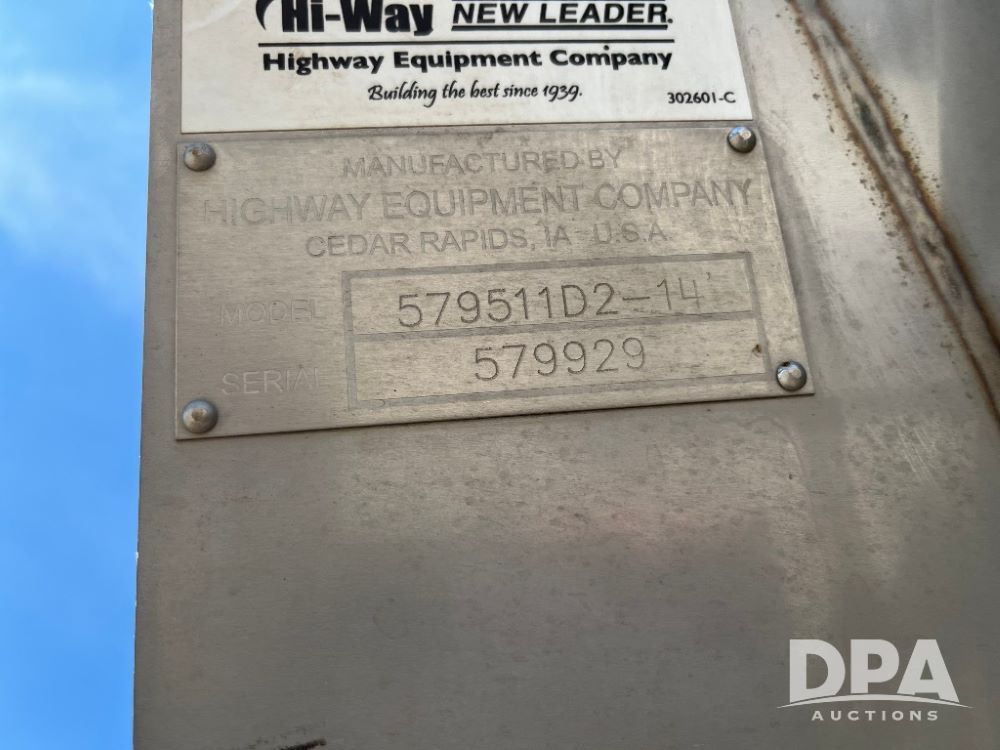 Hi-Way NEW LEADER.
Highway Equipment Company
Building the best since 1939.
302601-C
MANUFACTURED BY
HIGHWAY EQUIPMENT COMPANY
CEDAR RAPIDS, IA U.S.A.
MODEL 579511D2-14'
SERIAL 579929
DPA
AUCTIONS